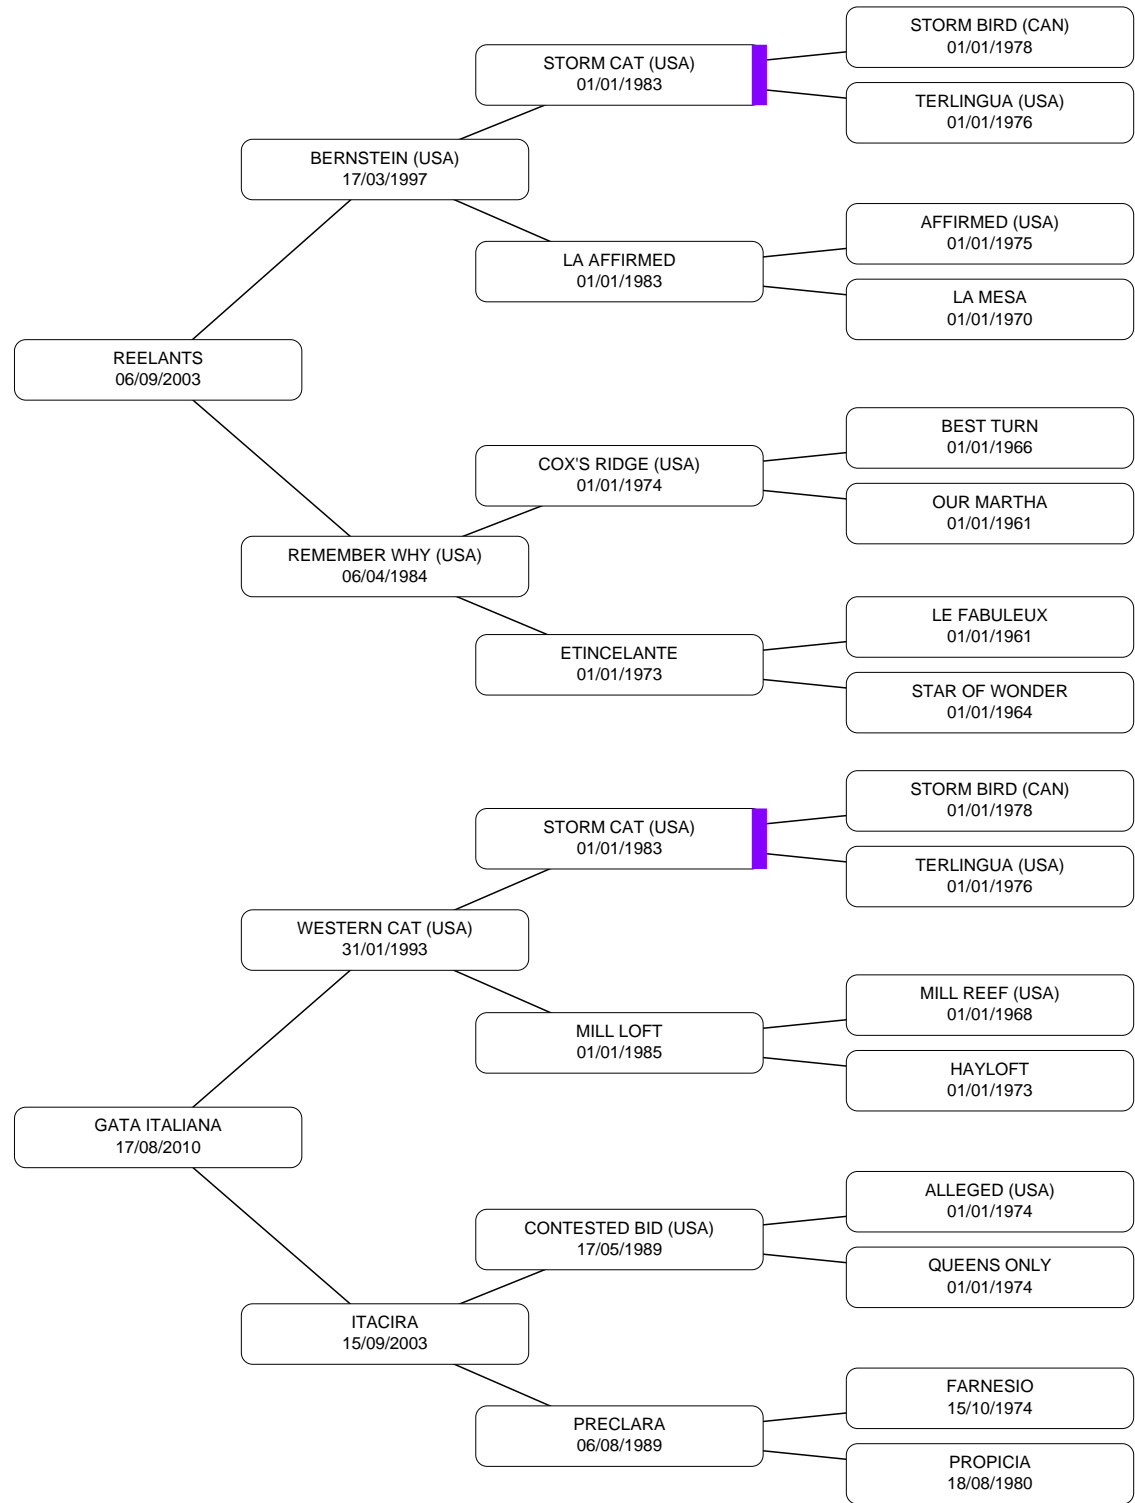 STORM BIRD (CAN)
01/01/1978
STORM CAT (USA)
01/01/1983
TERLINGUA (USA)
01/01/1976
BERNSTEIN (USA)
17/03/1997
AFFIRMED (USA)
01/01/1975
LA AFFIRMED
01/01/1983
LA MESA
01/01/1970
REELANTS
06/09/2003
BEST TURN
01/01/1966
COX'S RIDGE (USA)
01/01/1974
OUR MARTHA
01/01/1961
REMEMBER WHY (USA)
06/04/1984
LE FABULEUX
01/01/1961
ETINCELANTE
01/01/1973
STAR OF WONDER
01/01/1964
STORM BIRD (CAN)
01/01/1978
STORM CAT (USA)
01/01/1983
TERLINGUA (USA)
01/01/1976
WESTERN CAT (USA)
31/01/1993
MILL REEF (USA)
01/01/1968
MILL LOFT
01/01/1985
HAYLOFT
01/01/1973
GATA ITALIANA
17/08/2010
ALLEGED (USA)
01/01/1974
CONTESTED BID (USA)
17/05/1989
QUEENS ONLY
01/01/1974
ITACIRA
15/09/2003
FARNESIO
15/10/1974
PRECLARA
06/08/1989
PROPICIA
18/08/1980